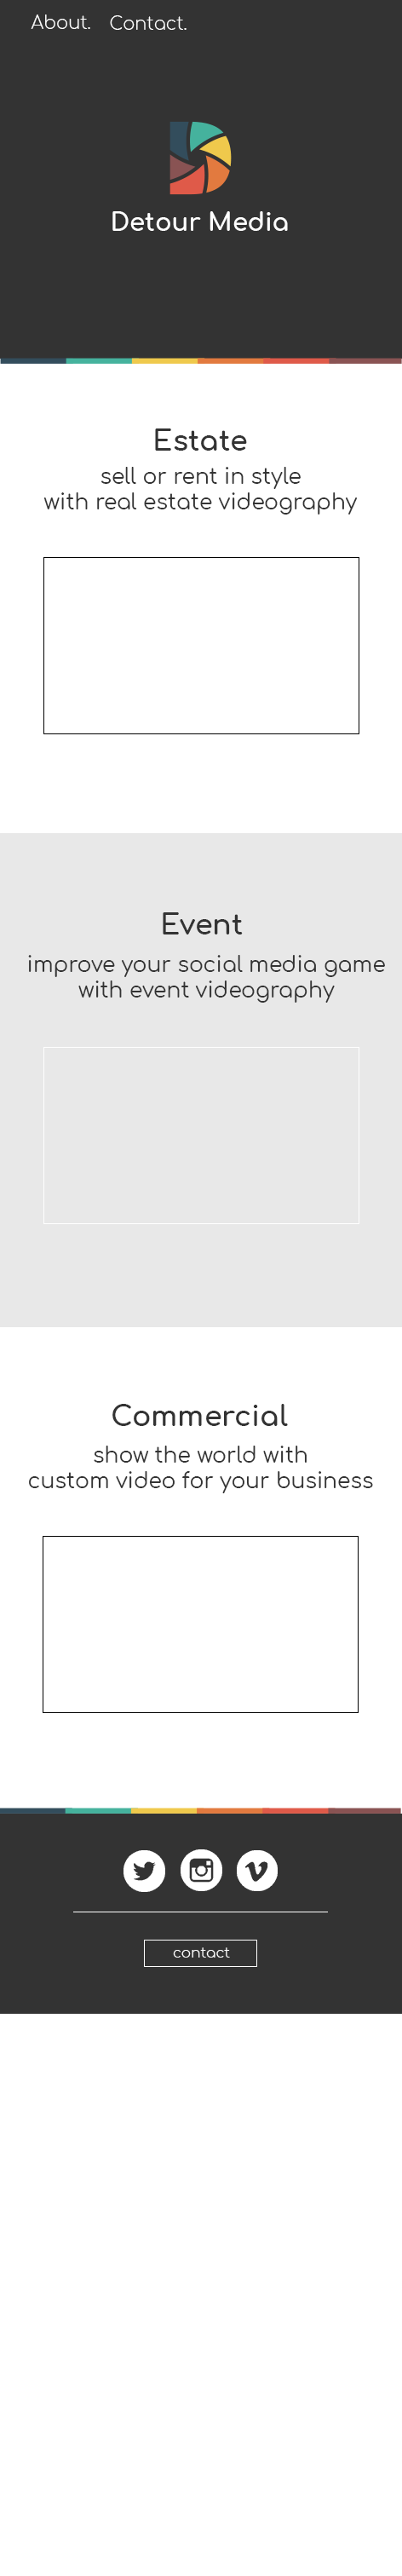 About. Contact.
Detour Media
Estate
sell or rent in style
with real estate videography
Event
improve your social media game
with event videography
Commercial
show the world with
custom video for your business
contact